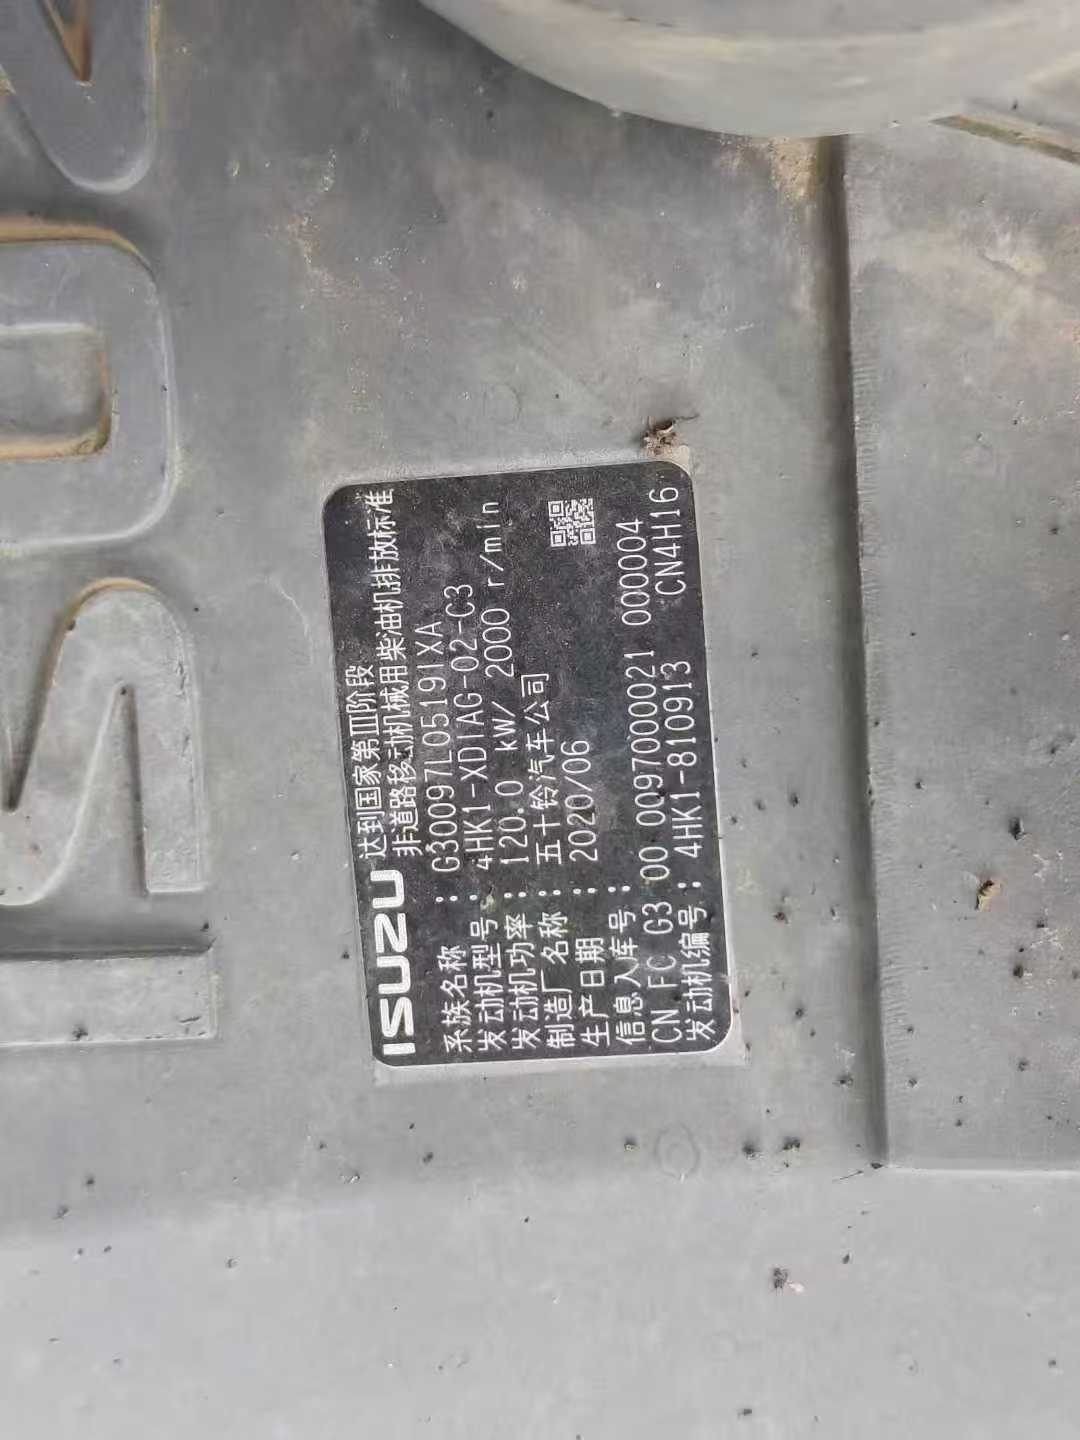 ISUZU
达到国家第Ⅲ阶段
非道路移动机械用柴油机排放标准
系族名称：G30097L05191XA
发动机型号：4HK1-XDIAG-02-C3
发动机功率：120.0 kW/ 2000 r/min
制造厂名称：五十铃汽车公司
生产日期：2020/06
信息入库号：
CN FC G3 00 0097000021 000004
发动机编号：4HK1-810913 CN4H16